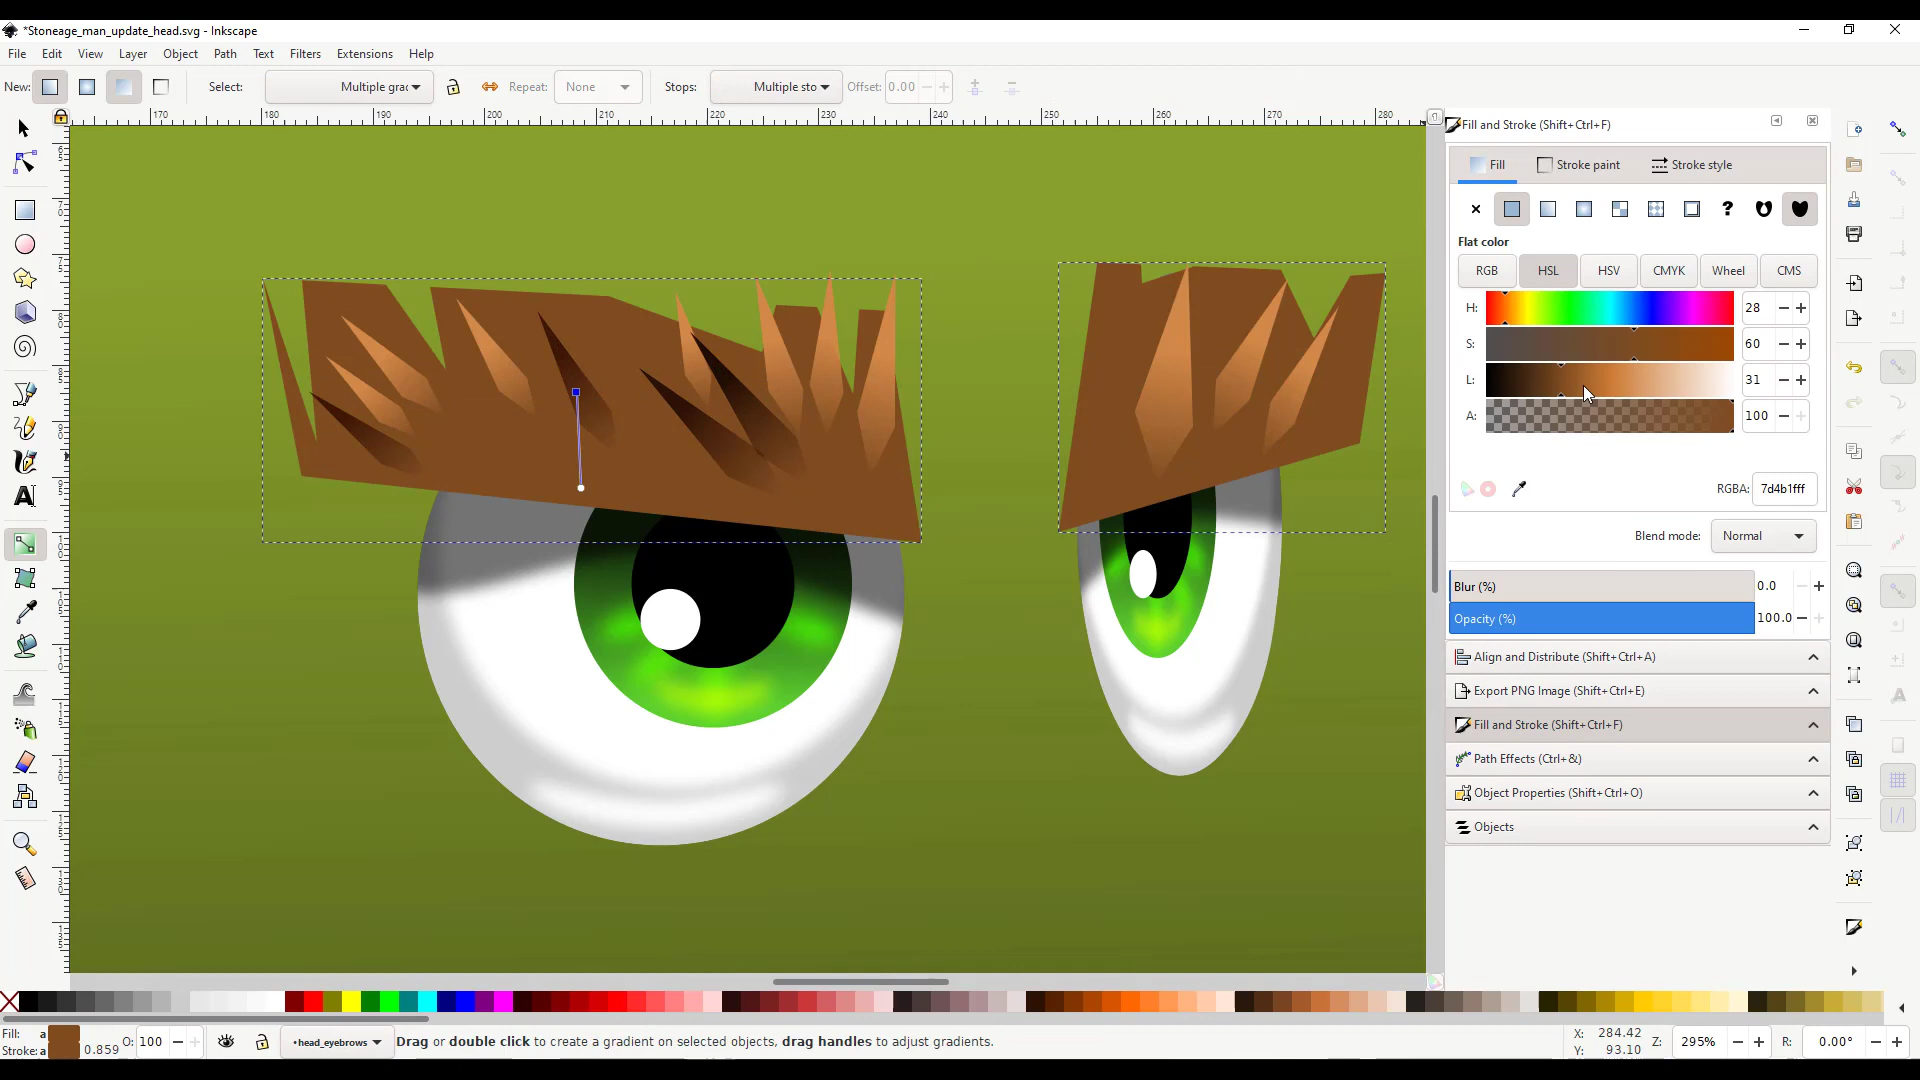 *Stoneage_man_update_head.svg - Inkscape
File Edit View Layer Object Path Text Filters Extensions Help
New: Select: Multiple grac Repeat: None Stops: Multiple sto Offset: 0.00
170 180 190 200 210 220 230 240 250 260 270 280
Fill and Stroke (Shift+Ctrl+F)
Fill Stroke paint Stroke style
Flat color
RGB HSL HSV CMYK Wheel CMS
H: 28
S: 60
L: 31
A: 100
RGBA: 7d4b1fff
Blend mode: Normal
Blur (%) 0.0
Opacity (%) 100.0
Align and Distribute (Shift+Ctrl+A)
Export PNG Image (Shift+Ctrl+E)
Fill and Stroke (Shift+Ctrl+F)
Path Effects (Ctrl+&)
Object Properties (Shift+Ctrl+O)
Objects
Fill: a O: 100 •head_eyebrows Drag or double click to create a gradient on selected objects, drag handles to adjust gradients. X: 284.42 Z: 295% R: 0.00°
Stroke: a 0.859 Y: 93.10